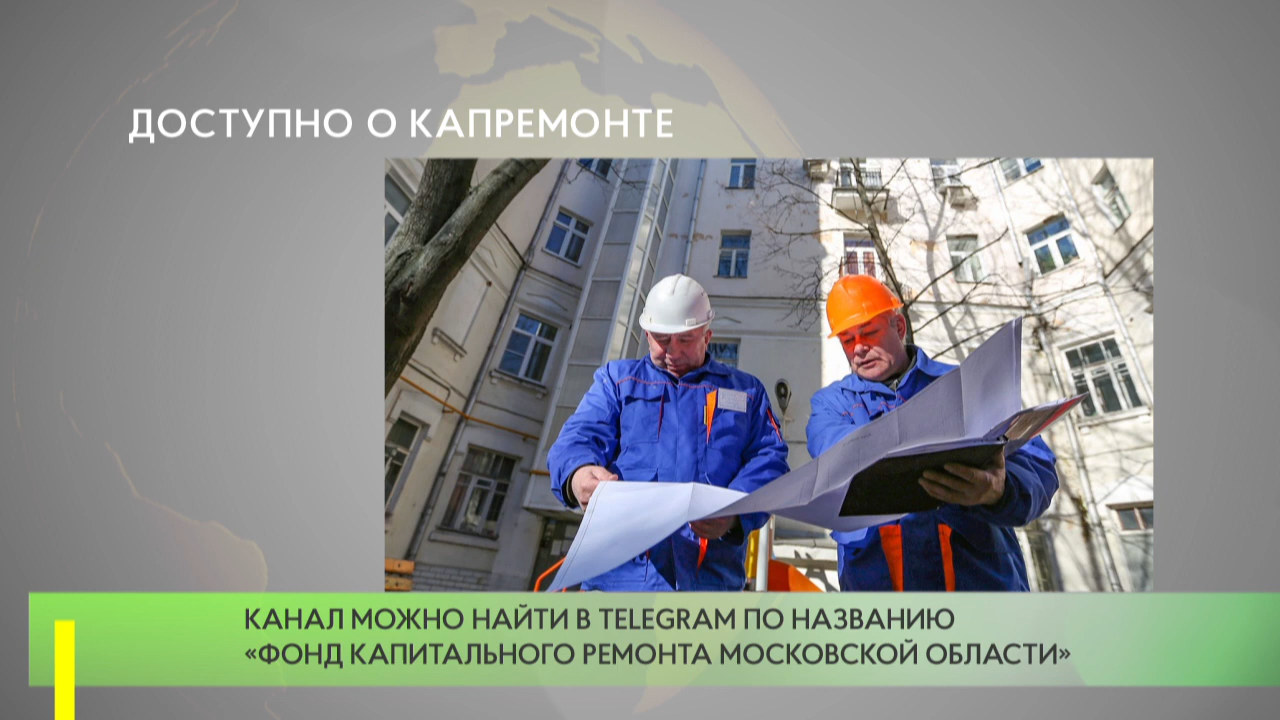 ДОСТУПНО О КАПРЕМОНТЕ
КАНАЛ МОЖНО НАЙТИ В TELEGRAM ПО НАЗВАНИЮ
«ФОНД КАПИТАЛЬНОГО РЕМОНТА МОСКОВСКОЙ ОБЛАСТИ»